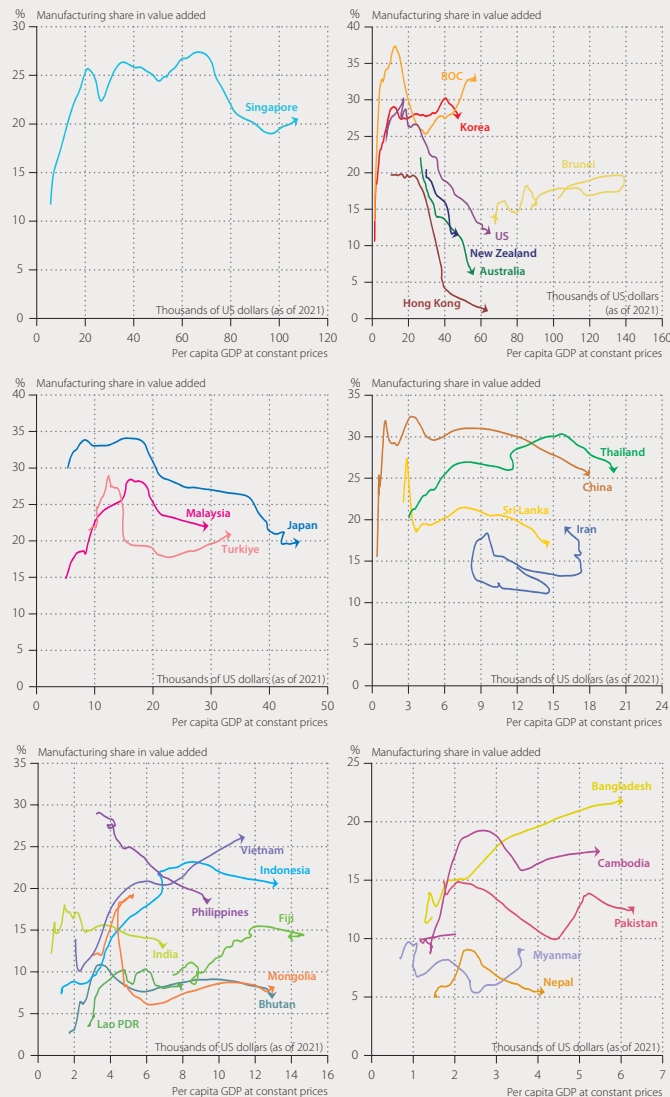 % Manufacturing share in value added
30
25
20
15
10
5
0
Singapore
Thousands of US dollars (as of 2021)
0 20 40 60 80 100 120
Per capita GDP at constant prices
% Manufacturing share in value added
40
35
30
25
20
15
10
5
0
ROC
Korea
Brunei
US
New Zealand
Australia
Hong Kong
Thousands of US dollars
(as of 2021)
0 20 40 60 80 100 120 140 160
Per capita GDP at constant prices
% Manufacturing share in value added
40
35
30
25
20
15
10
5
0
Malaysia
Japan
Turkiye
Thousands of US dollars (as of 2021)
0 10 20 30 40 50
Per capita GDP at constant prices
% Manufacturing share in value added
35
30
25
20
15
10
5
0
Thailand
China
Sri Lanka
Iran
Thousands of US dollars (as of 2021)
0 3 6 9 12 15 18 21 24
Per capita GDP at constant prices
% Manufacturing share in value added
35
30
25
20
15
10
5
0
Vietnam
Indonesia
Philippines
Fiji
India
Mongolia
Bhutan
Lao PDR
Thousands of US dollars (as of 2021)
0 2 4 6 8 10 12 14 16
Per capita GDP at constant prices
% Manufacturing share in value added
25
20
15
10
5
0
Bangladesh
Cambodia
Pakistan
Myanmar
Nepal
Thousands of US dollars (as of 2021)
0 1 2 3 4 5 6 7
Per capita GDP at constant prices